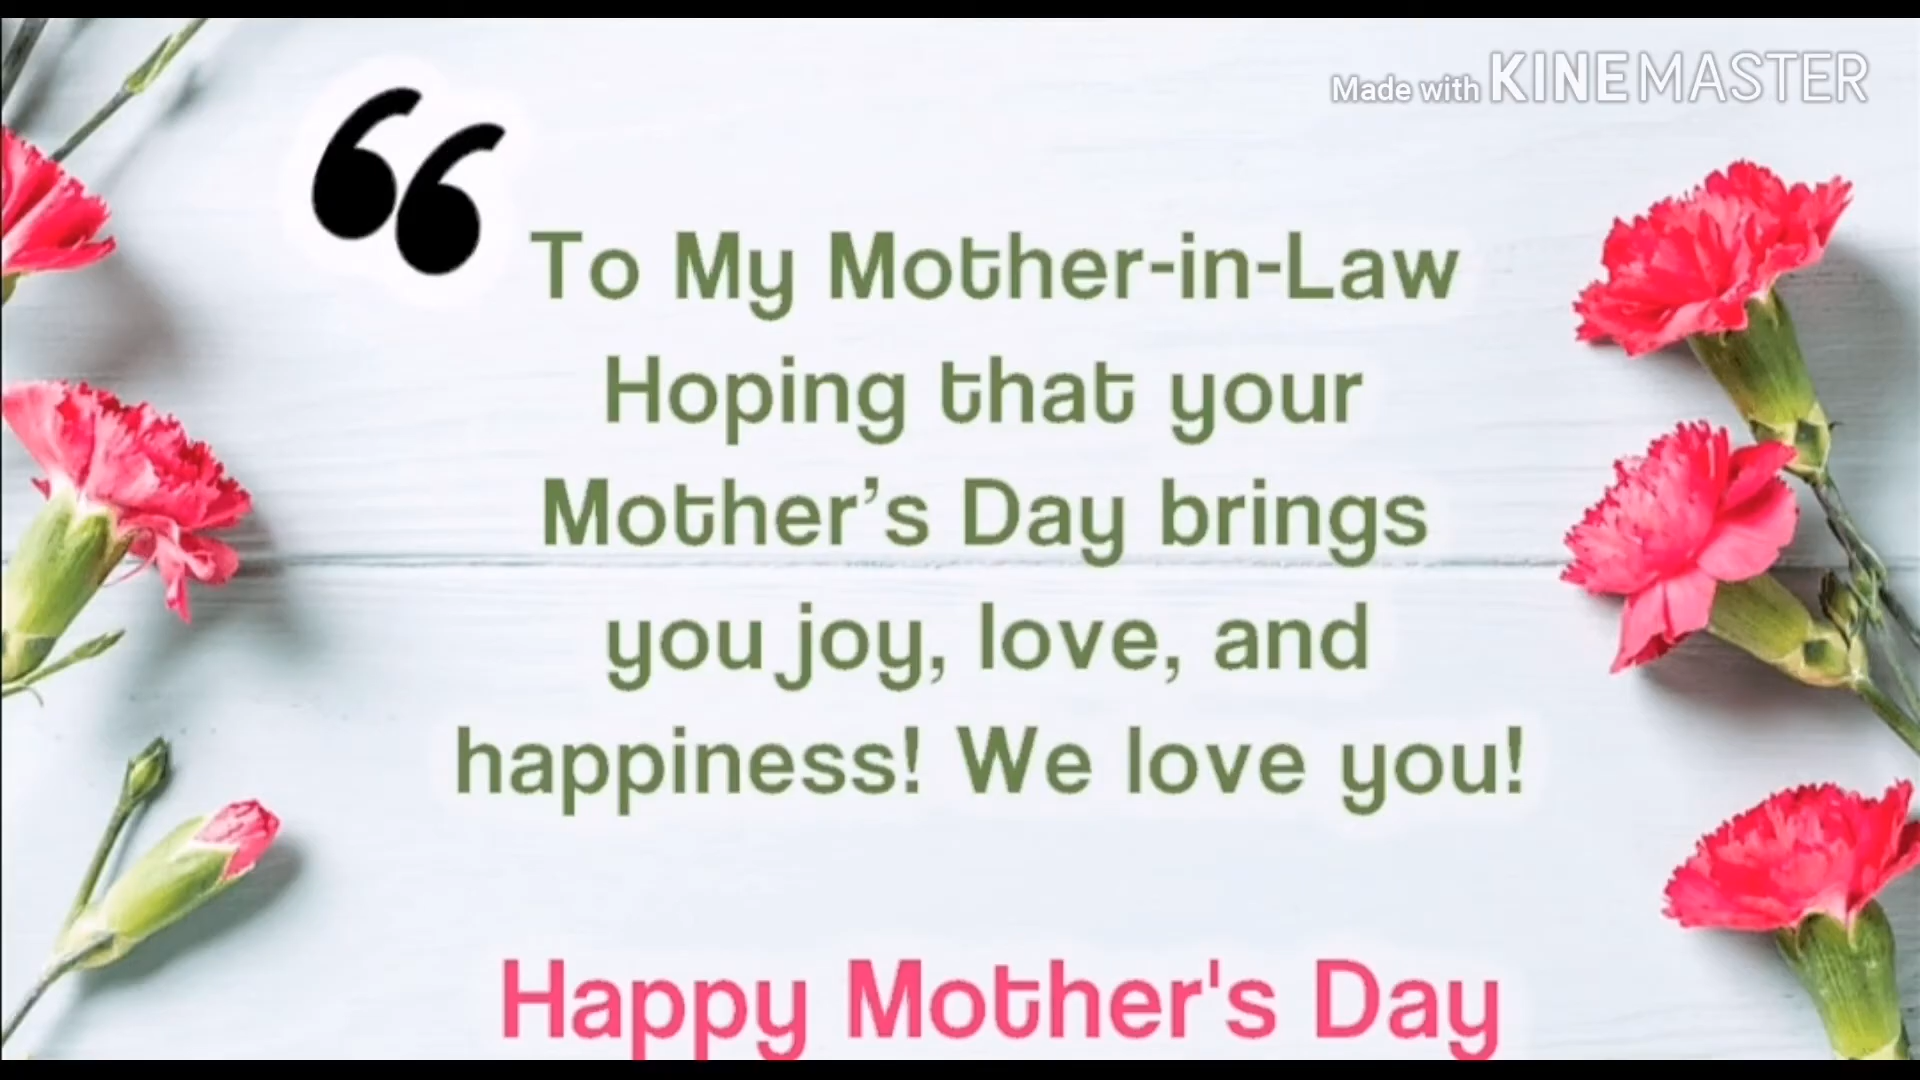 Made with KINEMASTER
“
To My Mother-in-Law
Hoping that your
Mother’s Day brings
you joy, love, and
happiness! We love you!
Happy Mother's Day